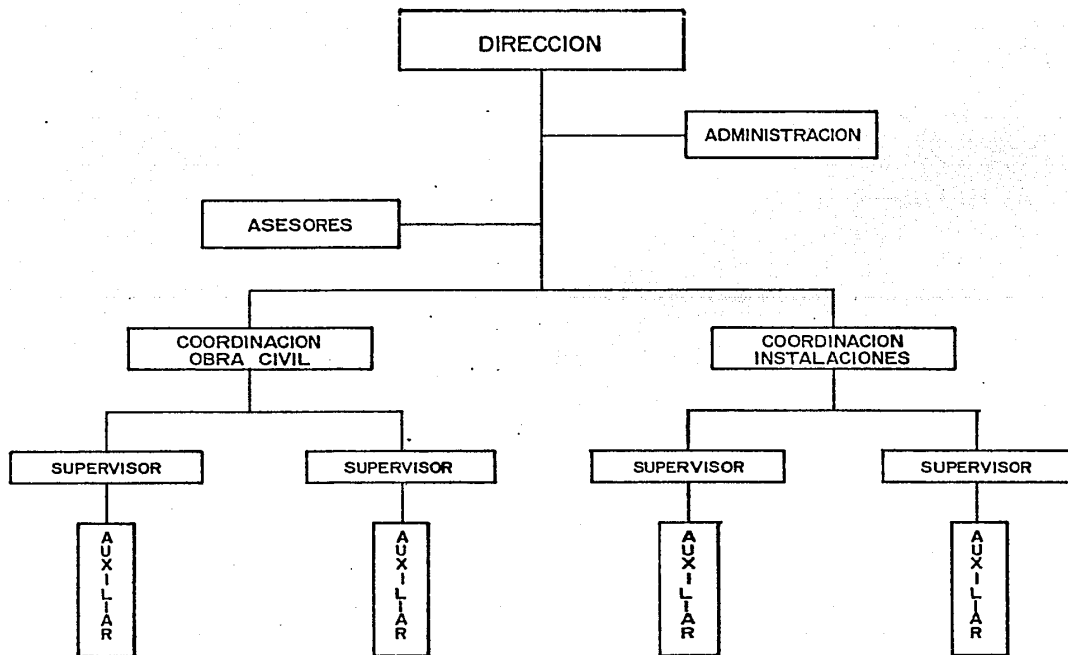 DIRECCION
ADMINISTRACION
ASESORES
COORDINACION
OBRA CIVIL
COORDINACION
INSTALACIONES
SUPERVISOR
SUPERVISOR
SUPERVISOR
SUPERVISOR
AUXILIAR
AUXILIAR
AUXILIAR
AUXILIAR